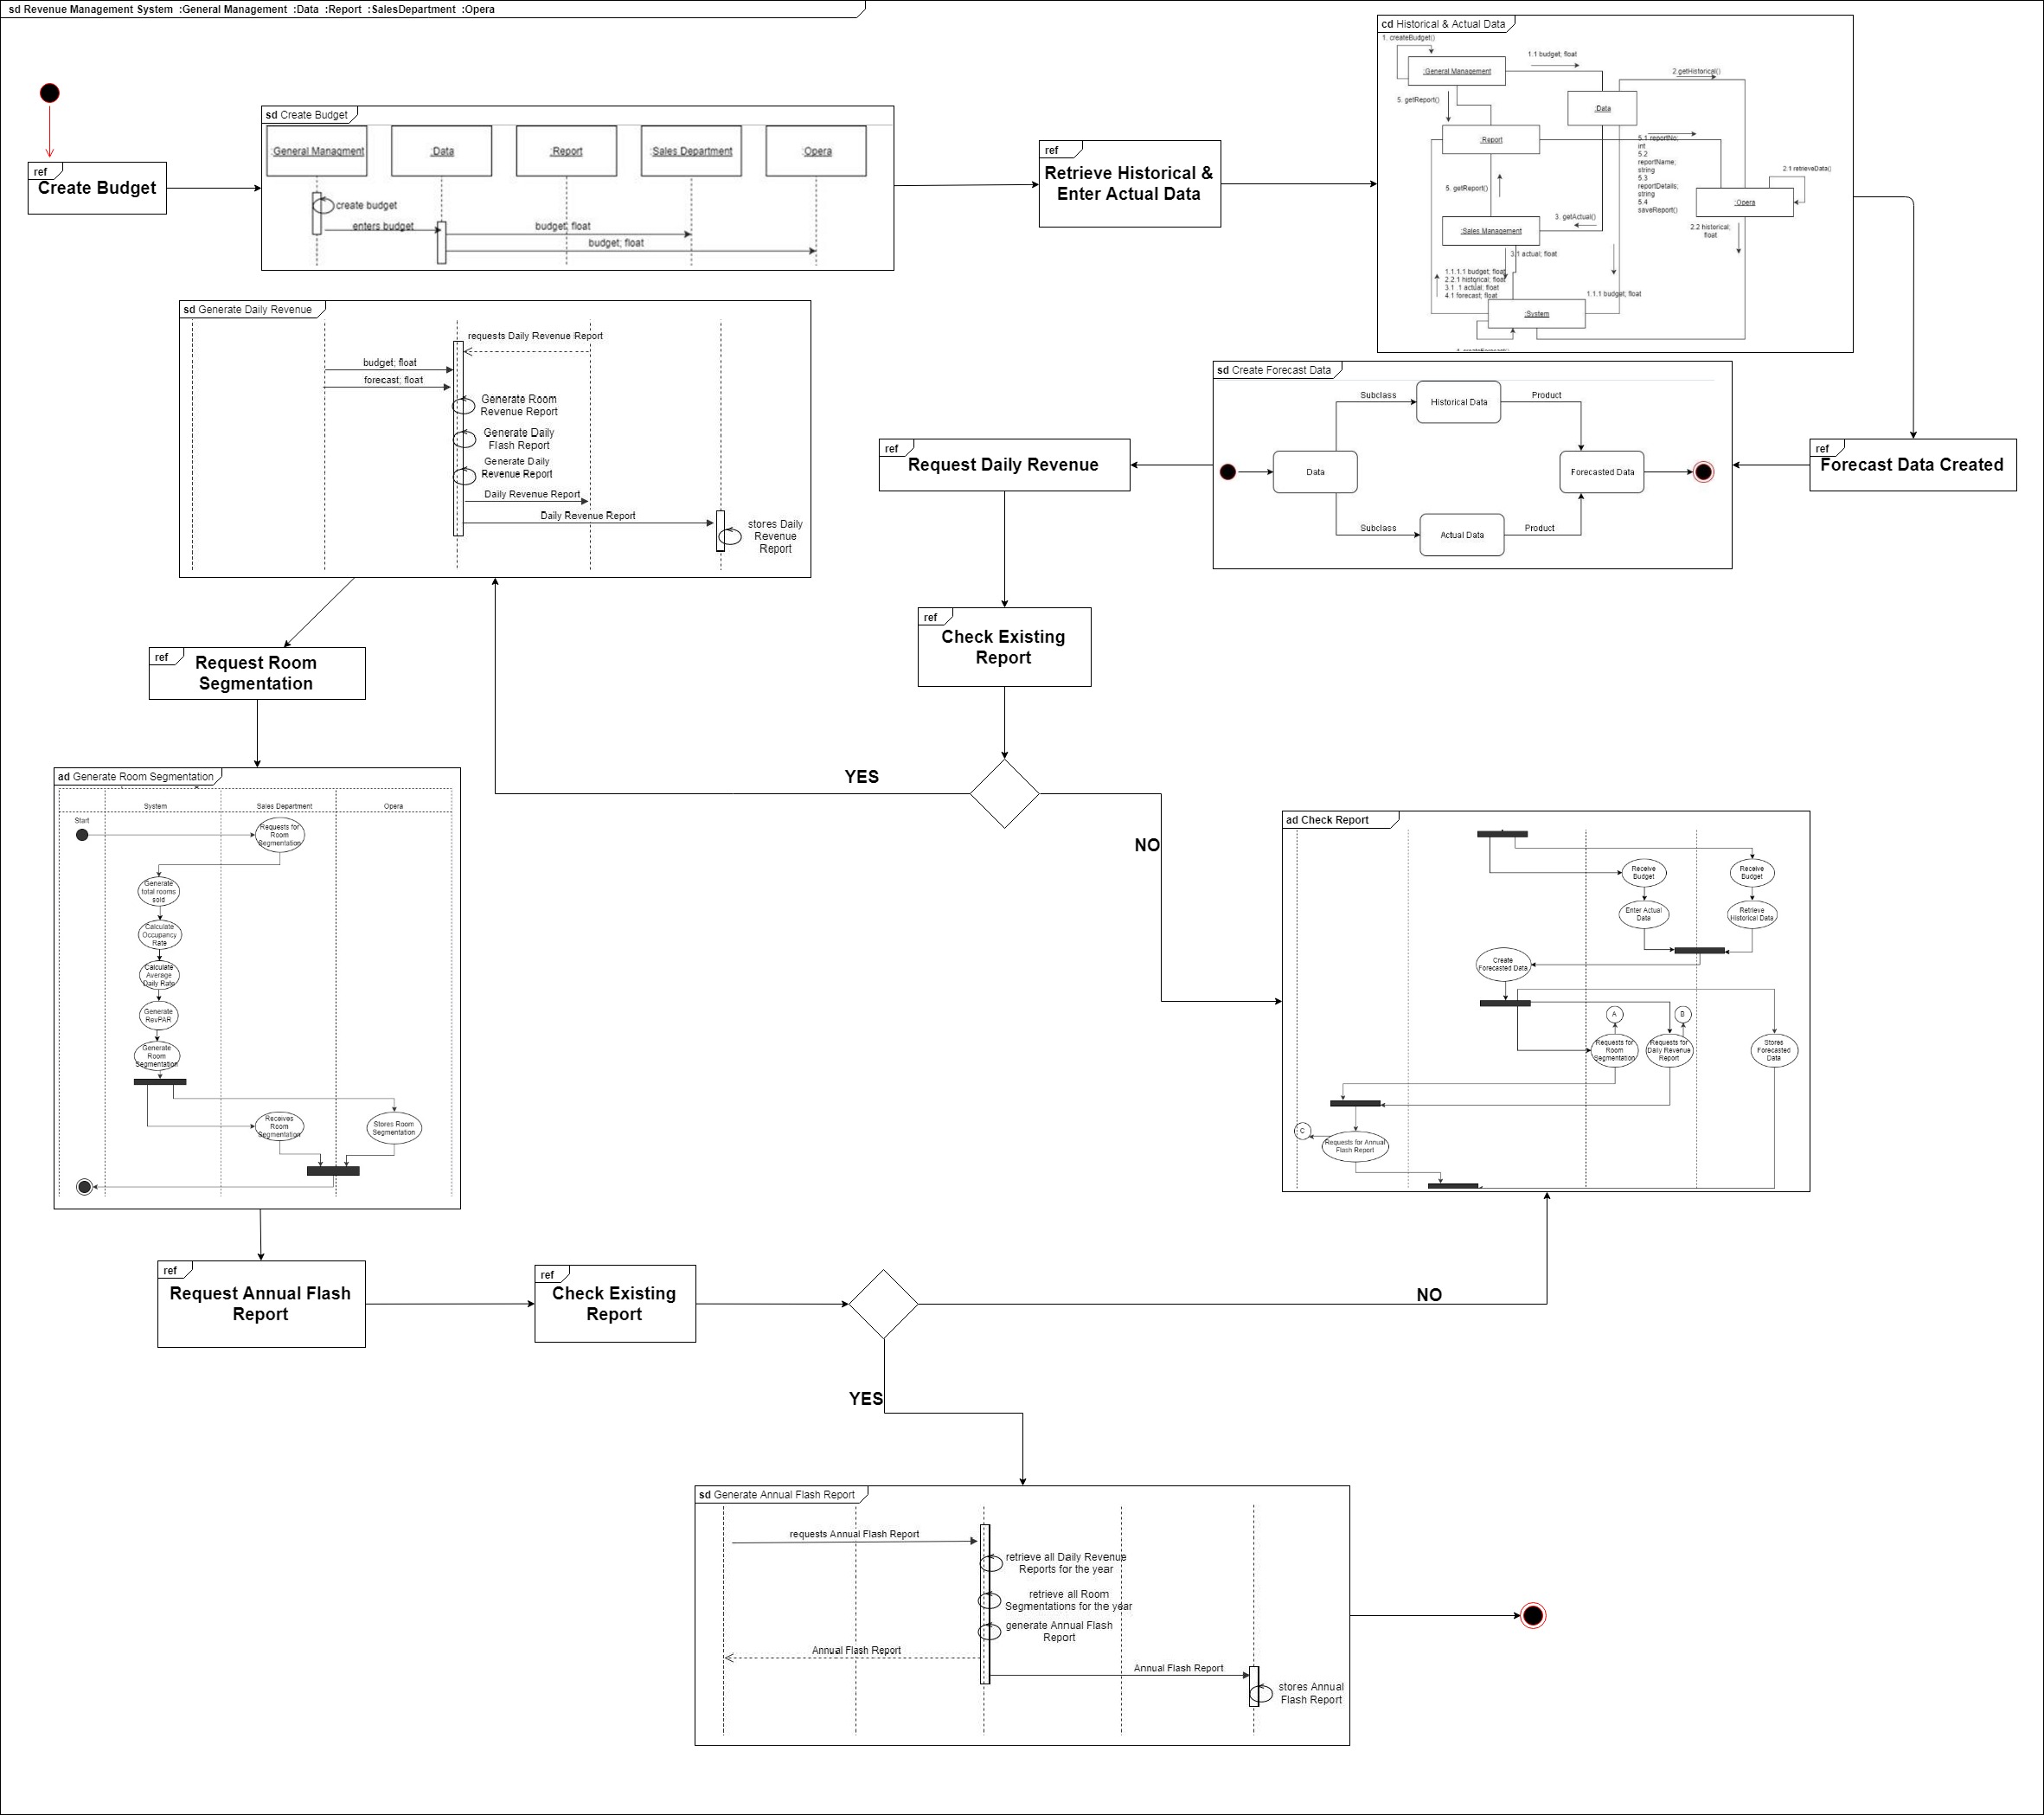 sd Revenue Management System :General Management :Data :Report :SalesDepartment :Opera
sd Create Budget
:General Managment
:Data
:Report
:Sales Department
:Opera
create budget
enters budget
budget; float
budget; float
ref
Create Budget
ref
Retrieve Historical &
Enter Actual Data
cd Historical & Actual Data
1. createBudget()
1.1 budget; float
:General Management
2.getHistorical()
5. getReport()
:Data
:Report
5.1 reportNo;
int
5.2
reportName;
string
5.3
reportDetails;
string
5.4
saveReport()
2.1 retrieveData()
5. getReport()
:Opera
3. getActual()
:Sales Management
2.2 historical;
float
3.1 actual; float
1.1.1.1 budget; float
2.2.1 historical; float
3.1 .1 actual; float
4.1 forecast; float
1.1.1 budget; float
:System
sd Generate Daily Revenue
requests Daily Revenue Report
budget; float
forecast; float
Generate Room
Revenue Report
Generate Daily
Flash Report
Generate Daily
Revenue Report
Daily Revenue Report
Daily Revenue Report
stores Daily
Revenue
Report
sd Create Forecast Data
Subclass
Historical Data
Product
Data
Forecasted Data
Subclass
Actual Data
Product
ref
Request Daily Revenue
ref
Forecast Data Created
ref
Check Existing
Report
ref
Request Room
Segmentation
YES
NO
ad Generate Room Segmentation
System
Sales Department
Opera
Start
Requests for
Room
Segmentation
Generate
total rooms
sold
Calculate
Occupancy
Rate
Calculate
Average
Daily Rate
Generate
RevPAR
Generate
Room
Segmentation
Receives
Room
Segmentation
Stores Room
Segmentation
ad Check Report
Receive
Budget
Receive
Budget
Enter Actual
Data
Retrieve
Historical Data
Create
Forecasted Data
A
B
Requests for
Room
Segmentation
Requests for
Daily Revenue
Report
Stores
Forecasted
Data
C
Requests for Annual
Flash Report
ref
Request Annual Flash
Report
ref
Check Existing
Report
NO
YES
sd Generate Annual Flash Report
requests Annual Flash Report
retrieve all Daily Revenue
Reports for the year
retrieve all Room
Segmentations for the year
generate Annual Flash
Report
Annual Flash Report
Annual Flash Report
stores Annual
Flash Report